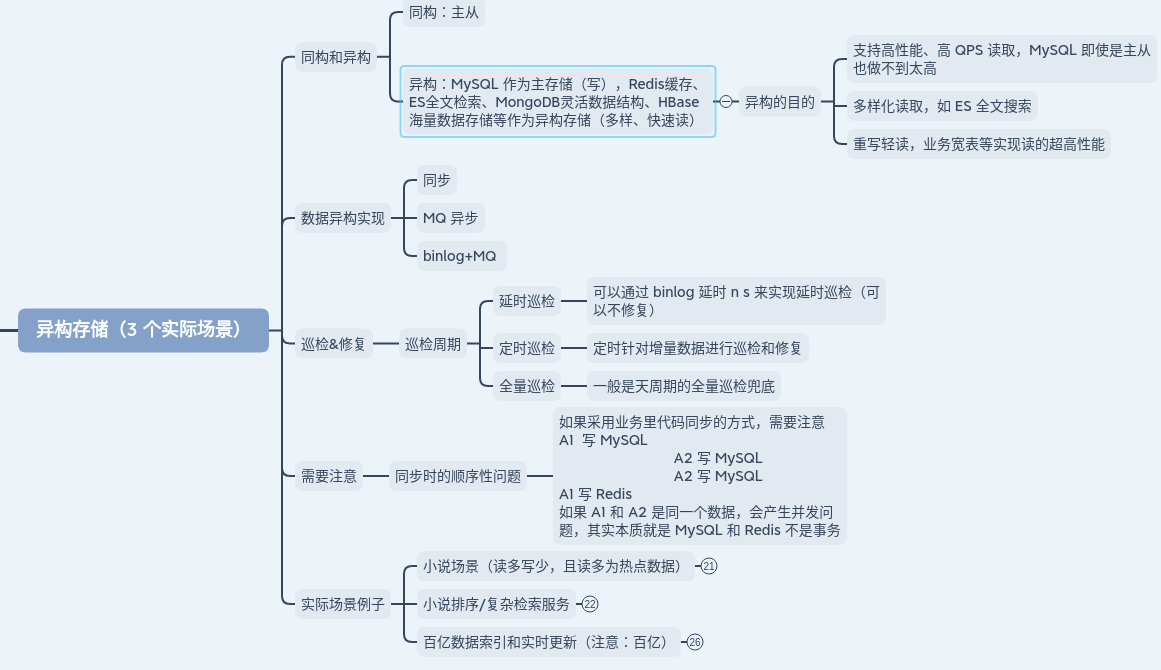 异构存储（3 个实际场景）
同构和异构
同构：主从
异构：MySQL 作为主存储（写），Redis缓存、
ES全文检索、MongoDB灵活数据结构、HBase
海量数据存储等作为异构存储（多样、快速读）
异构的目的
支持高性能、高 QPS 读取，MySQL 即使是主从
也做不到太高
多样化读取，如 ES 全文搜索
重写轻读，业务宽表等实现读的超高性能
数据异构实现
同步
MQ 异步
binlog+MQ
巡检&修复
巡检周期
延时巡检
可以通过 binlog 延时 n s 来实现延时巡检（可
以不修复）
定时巡检
定时针对增量数据进行巡检和修复
全量巡检
一般是天周期的全量巡检兜底
需要注意
同步时的顺序性问题
如果采用业务里代码同步的方式，需要注意
A1 写 MySQL
A2 写 MySQL
A2 写 MySQL
A1 写 Redis
如果 A1 和 A2 是同一个数据，会产生并发问
题，其实本质就是 MySQL 和 Redis 不是事务
实际场景例子
小说场景（读多写少，且读多为热点数据） 21
小说排序/复杂检索服务 22
百亿数据索引和实时更新（注意：百亿） 26